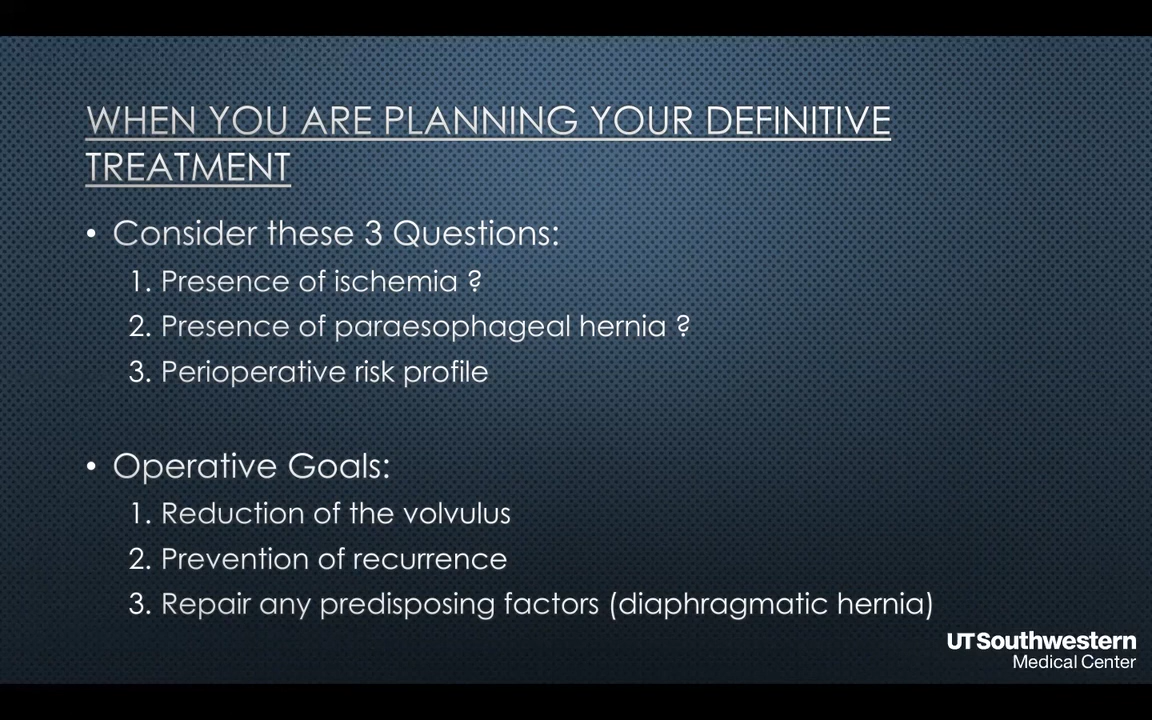 WHEN YOU ARE PLANNING YOUR DEFINITIVE
TREATMENT
• Consider these 3 Questions:
1. Presence of ischemia ?
2. Presence of paraesophageal hernia ?
3. Perioperative risk profile
• Operative Goals:
1. Reduction of the volvulus
2. Prevention of recurrence
3. Repair any predisposing factors (diaphragmatic hernia)
UTSouthwestern
Medical Center